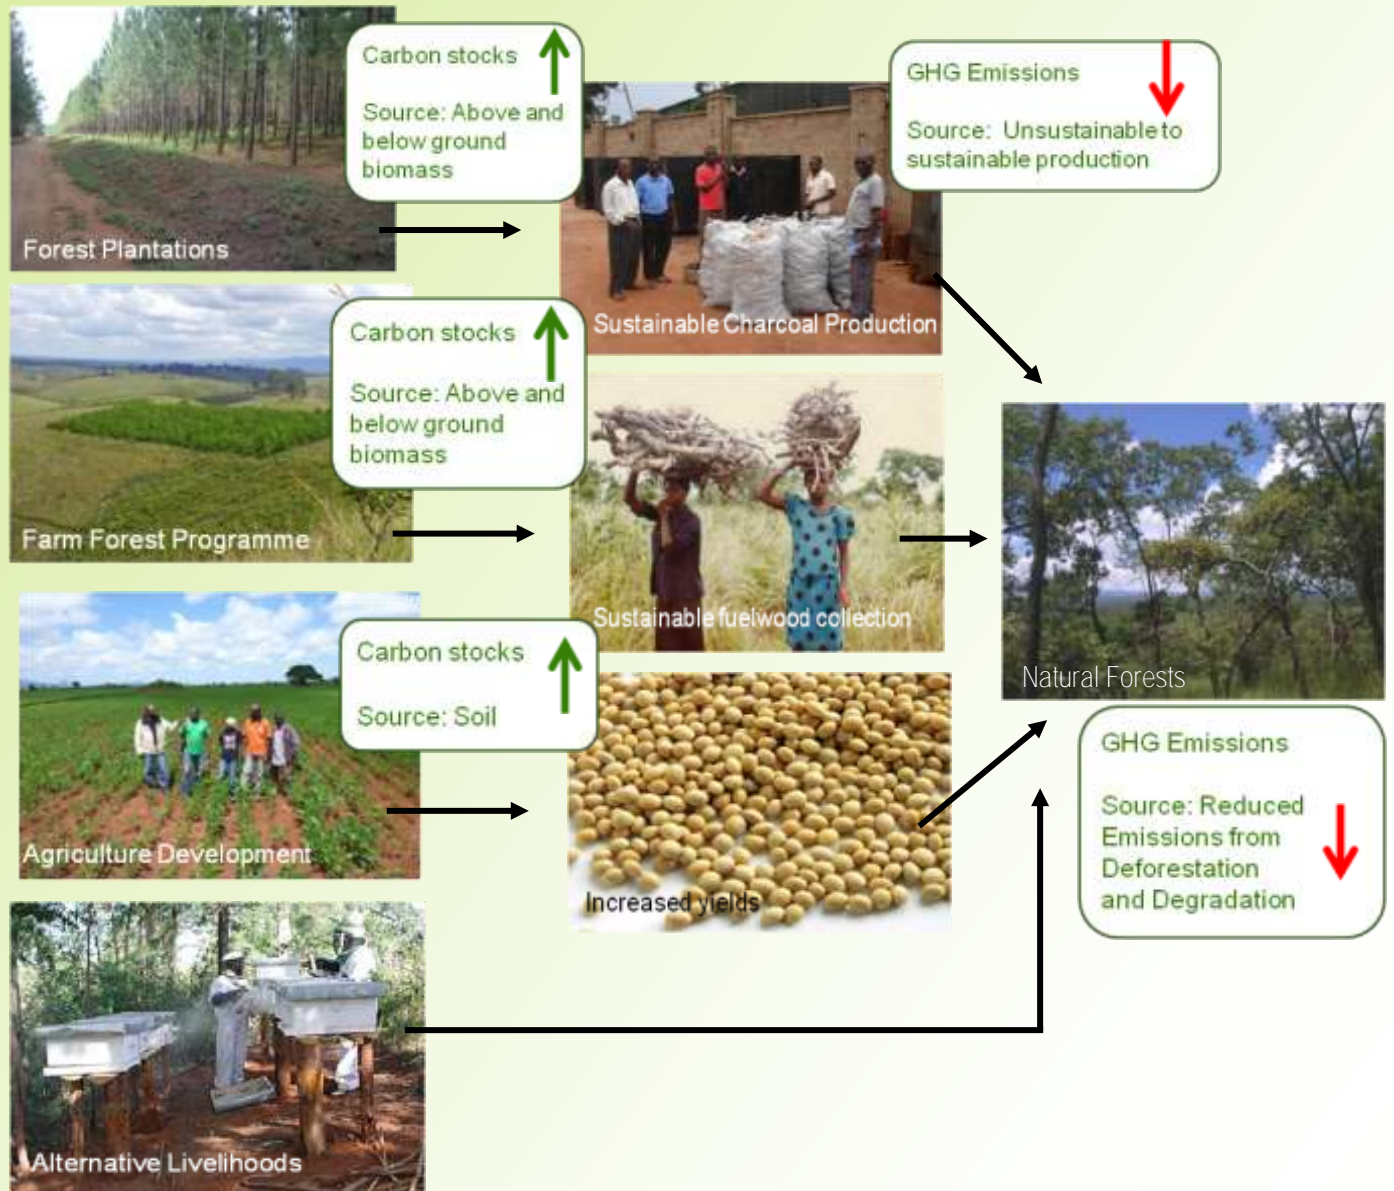 Carbon stocks
Source: Above and
below ground
biomass
Forest Plantations
GHG Emissions
Source: Unsustainable to
sustainable production
Sustainable Charcoal Production
Carbon stocks
Source: Above and
below ground
biomass
Farm Forest Programme
Sustainable fuelwood collection
Natural Forests
Carbon stocks
Source: Soil
Agriculture Development
Increased yields
GHG Emissions
Source: Reduced
Emissions from
Deforestation
and Degradation
Alternative Livelihoods